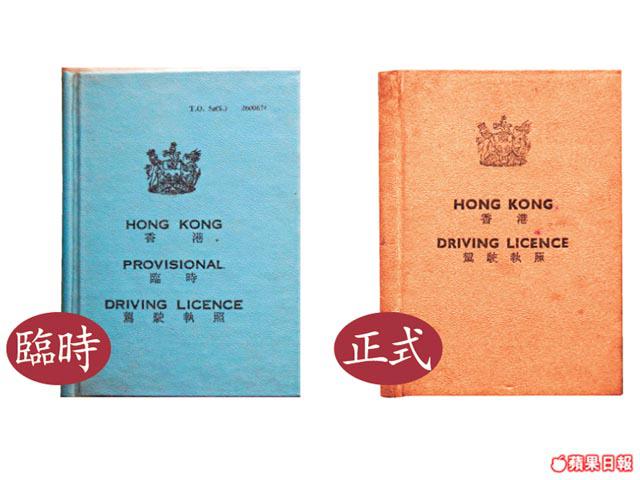 HONG KONG
香 港
PROVISIONAL
臨 時
DRIVING LICENCE
駕 駛 執 照
臨時
HONG KONG
香 港
DRIVING LICENCE
駕 駛 執 照
正式
蘋果日報